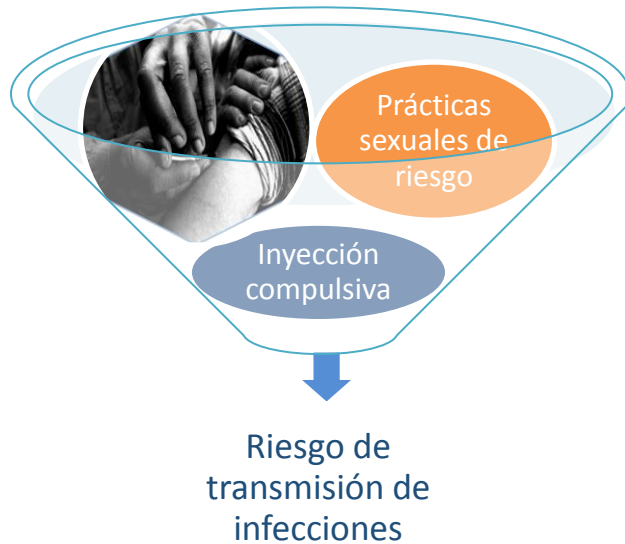 Prácticas
sexuales de
riesgo
Inyección
compulsiva
Riesgo de
transmisión de
infecciones